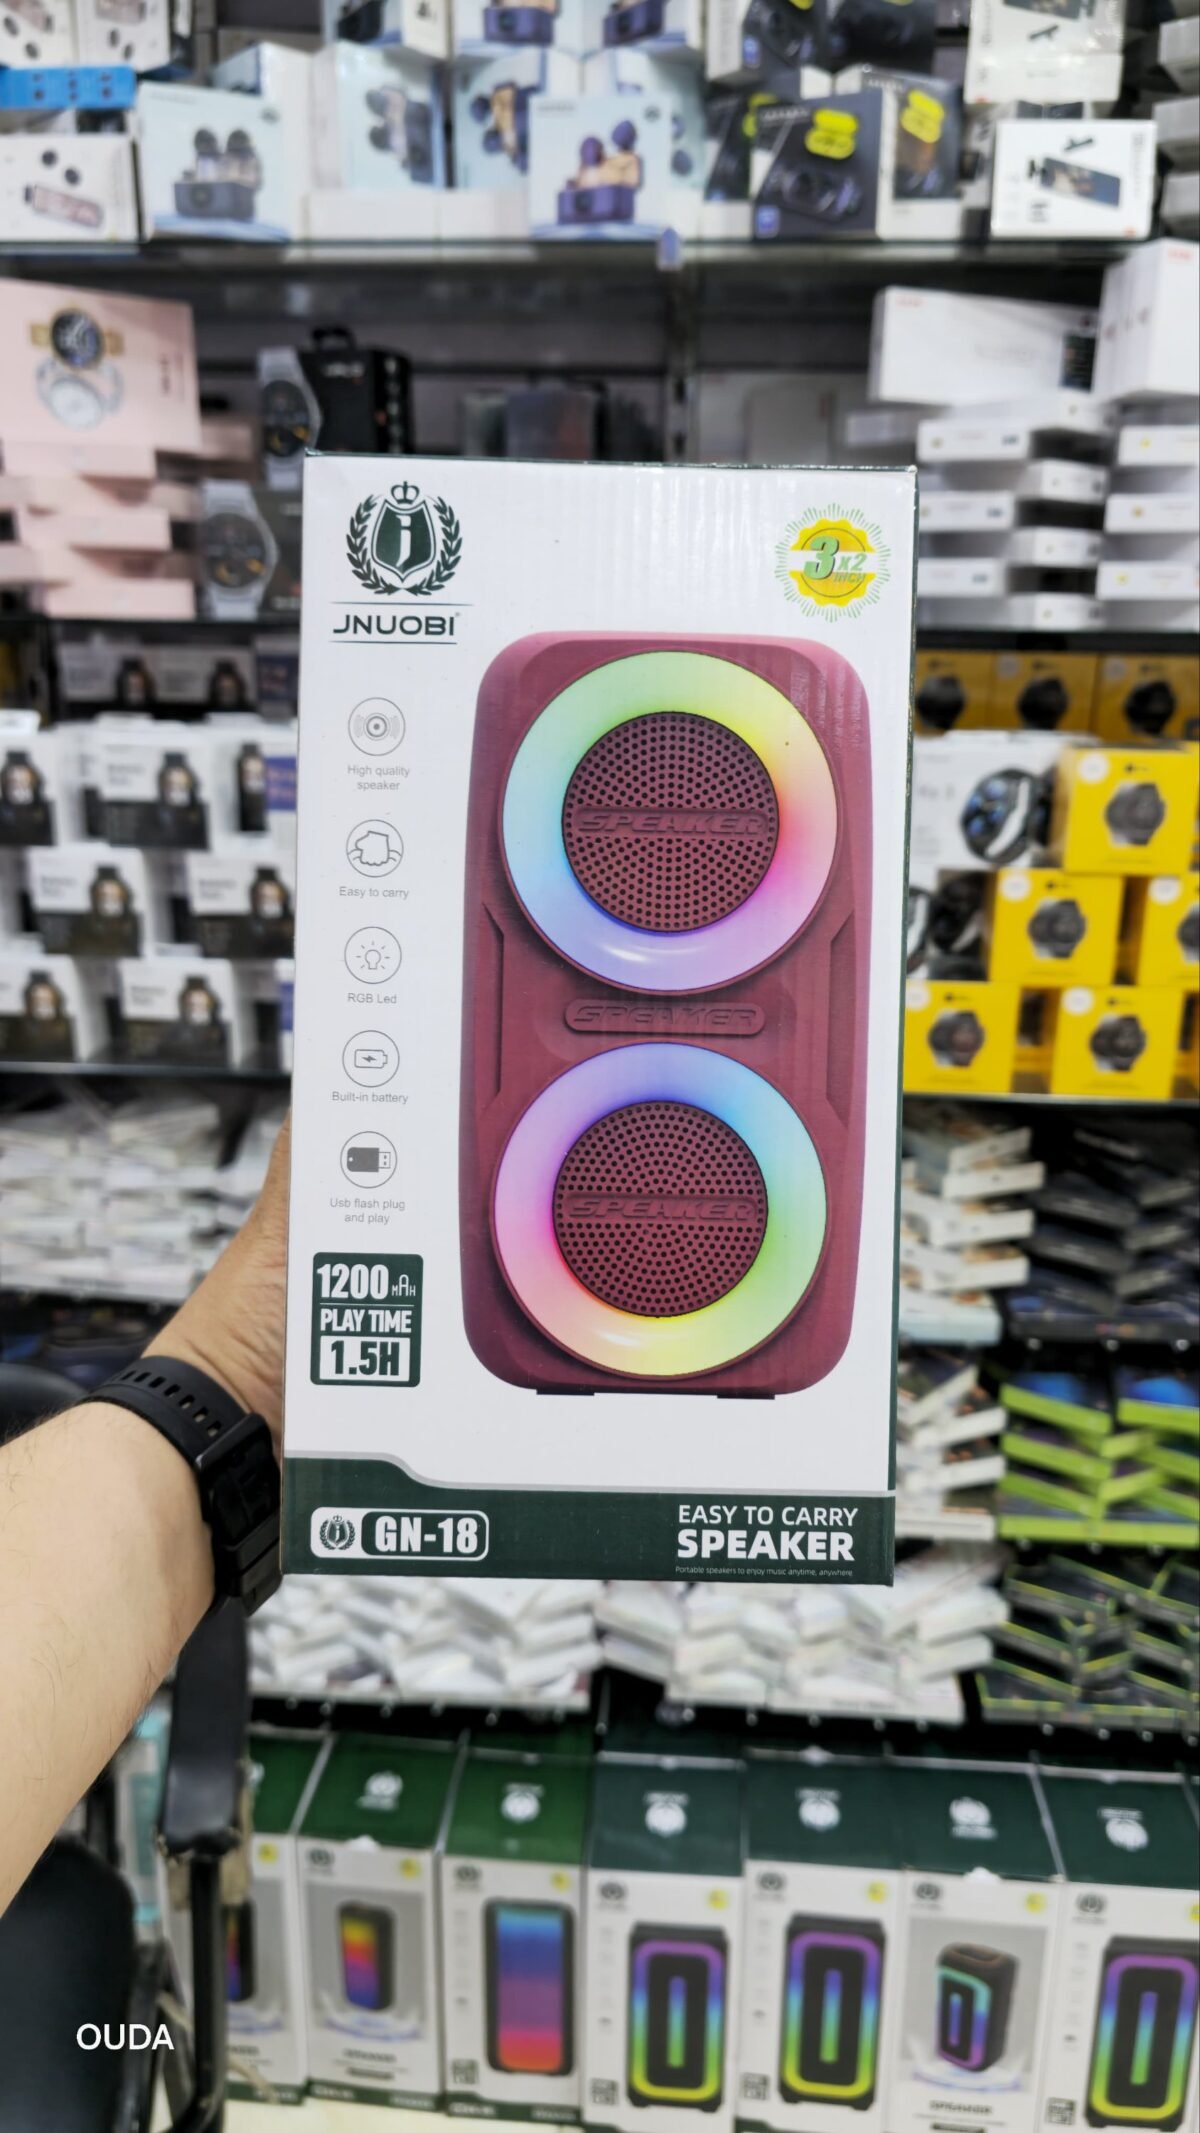 JNUOBI
3x2
INCH
High quality
speaker
Easy to carry
RGB Led
Built-in battery
Usb flash plug
and play
SPEAKER
SPEAKER
SPEAKER
1200 mAh
PLAY TIME
1.5H
GN-18
EASY TO CARRY
SPEAKER
Portable speakers to enjoy music anytime, anywhere
OUDA